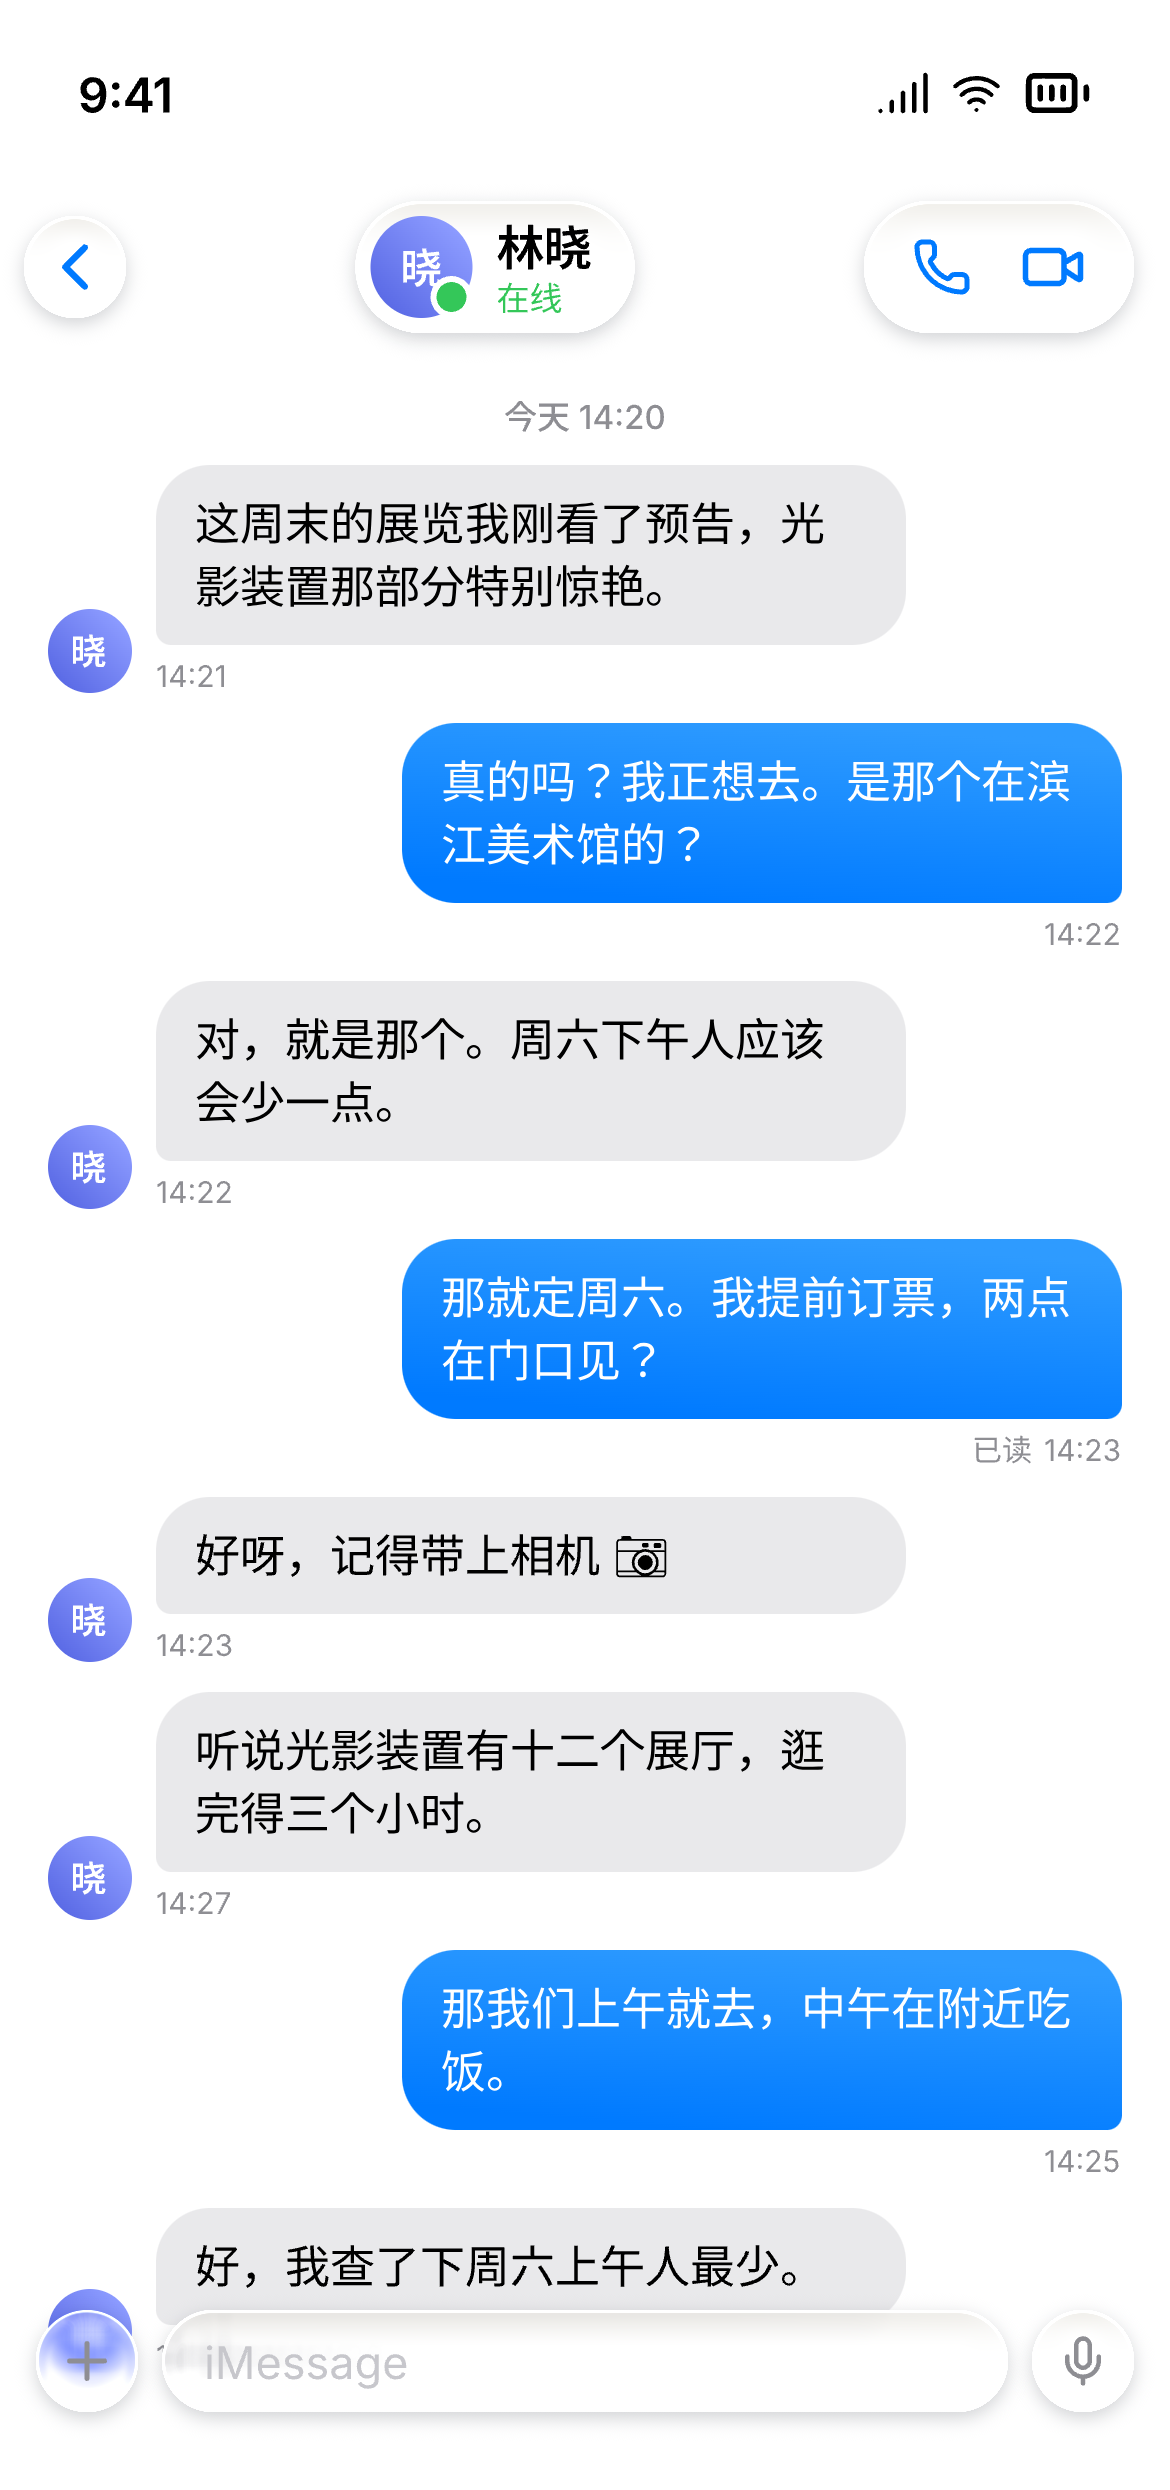 9:41
晓
林晓
在线
今天 14:20
这周末的展览我刚看了预告，光
影装置那部分特别惊艳。
晓
14:21
真的吗？我正想去。是那个在滨
江美术馆的？
14:22
对，就是那个。周六下午人应该
会少一点。
晓
14:22
那就定周六。我提前订票，两点
在门口见？
已读 14:23
好呀，记得带上相机 📷
晓
14:23
听说光影装置有十二个展厅，逛
完得三个小时。
晓
14:27
那我们上午就去，中午在附近吃
饭。
14:25
好，我查了下周六上午人最少。
iMessage